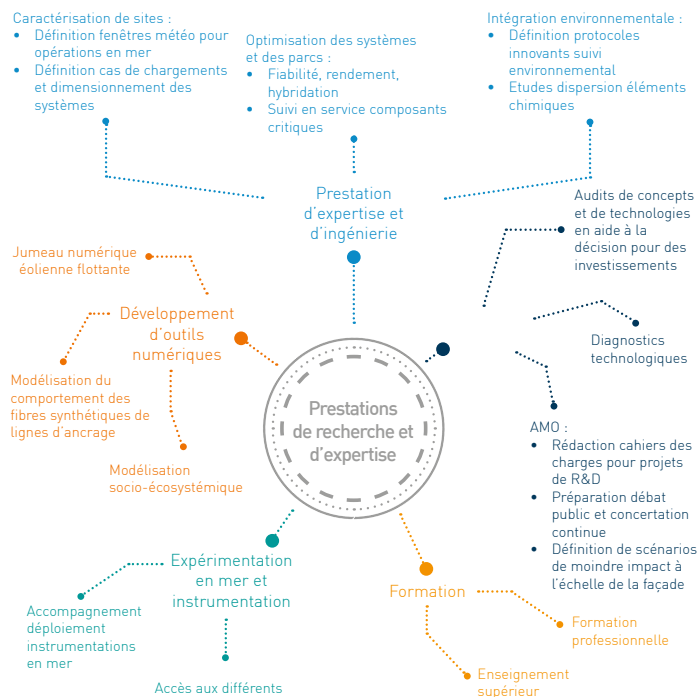 Caractérisation de sites :
• Définition fenêtres météo pour
opérations en mer
• Définition cas de chargements
et dimensionnement des
systèmes
Optimisation des systèmes
et des parcs :
• Fiabilité, rendement,
hybridation
• Suivi en service composants
critiques
Intégration environnementale :
• Définition protocoles
innovants suivi
environnemental
• Etudes dispersion éléments
chimiques
Prestation
d'expertise et
d'ingénierie
Audits de concepts
et de technologies
en aide à la
décision pour des
investissements
Diagnostics
technologiques
AMO :
• Rédaction cahiers des
charges pour projets
de R&D
• Préparation débat
public et concertation
continue
• Définition de scénarios
de moindre impact à
l'échelle de la façade
Jumeau numérique
éolienne flottante
Développement
d'outils
numériques
Modélisation du
comportement des
fibres synthétiques de
lignes d'ancrage
Modélisation
socio-écosystémique
Prestations
de recherche et
d'expertise
Expérimentation
en mer et
instrumentation
Accompagnement
déploiement
instrumentations
en mer
Accès aux différents
Formation
Formation
professionnelle
Enseignement
supérieur